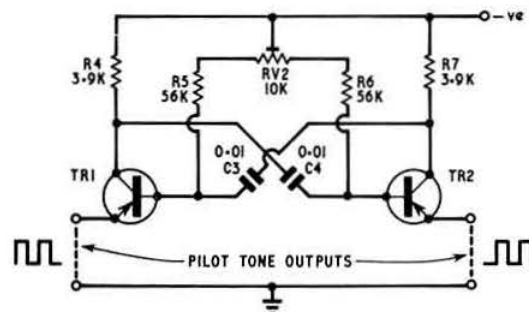 -ve
R4
3.9K
R5
56K
RV2
10K
R6
56K
R7
3.9K
0.01
C3
0.01
C4
TR1
TR2
PILOT TONE OUTPUTS